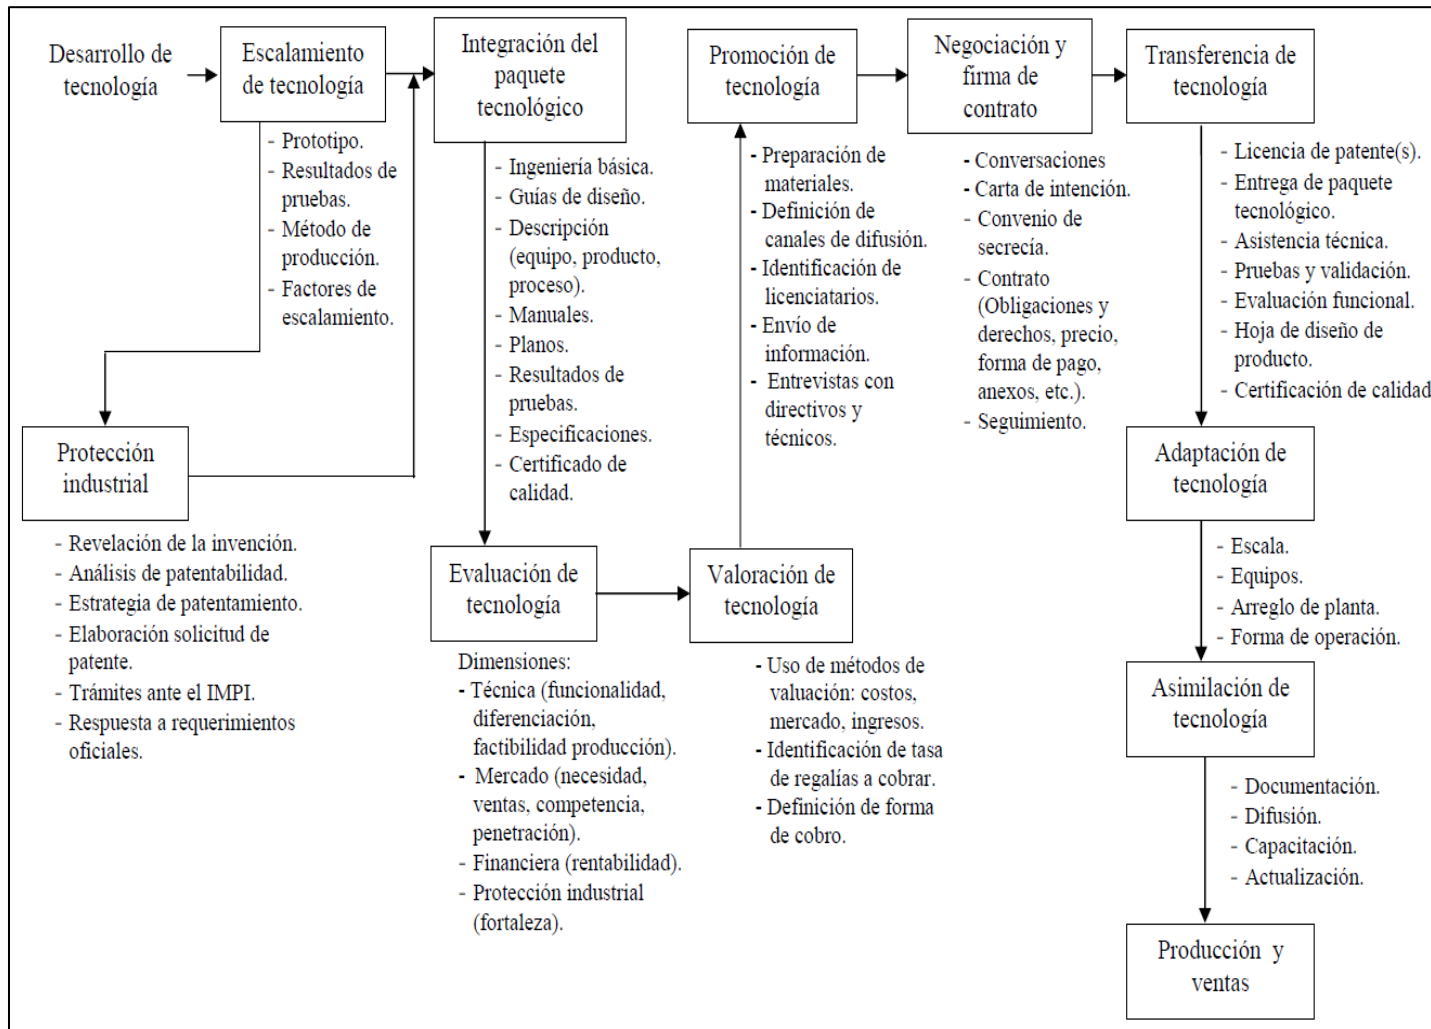 Desarrollo de
tecnología
Escalamiento
de tecnología
- Prototipo.
- Resultados de
pruebas.
- Método de
producción.
- Factores de
escalamiento.
Protección
industrial
- Revelación de la invención.
- Análisis de patentabilidad.
- Estrategia de patentamiento.
- Elaboración solicitud de
patente.
- Trámites ante el IMPI.
- Respuesta a requerimientos
oficiales.
Integración del
paquete
tecnológico
- Ingeniería básica.
- Guías de diseño.
- Descripción
(equipo, producto,
proceso).
- Manuales.
- Planos.
- Resultados de
pruebas.
- Especificaciones.
- Certificado de
calidad.
Evaluación de
tecnología
Dimensiones:
- Técnica (funcionalidad,
diferenciación,
factibilidad producción).
- Mercado (necesidad,
ventas, competencia,
penetración).
- Financiera (rentabilidad).
- Protección industrial
(fortaleza).
Valoración de
tecnología
- Uso de métodos de
valuación: costos,
mercado, ingresos.
- Identificación de tasa
de regalías a cobrar.
- Definición de forma
de cobro.
Promoción de
tecnología
- Preparación de
materiales.
- Definición de
canales de difusión.
- Identificación de
licenciatarios.
- Envío de
información.
- Entrevistas con
directivos y
técnicos.
Negociación y
firma de
contrato
- Conversaciones
- Carta de intención.
- Convenio de
secrecía.
- Contrato
(Obligaciones y
derechos, precio,
forma de pago,
anexos, etc.).
- Seguimiento.
Transferencia de
tecnología
- Licencia de patente(s).
- Entrega de paquete
tecnológico.
- Asistencia técnica.
- Pruebas y validación.
- Evaluación funcional.
- Hoja de diseño de
producto.
- Certificación de calidad
Adaptación de
tecnología
- Escala.
- Equipos.
- Arreglo de planta.
- Forma de operación.
Asimilación de
tecnología
- Documentación.
- Difusión.
- Capacitación.
- Actualización.
Producción y
ventas